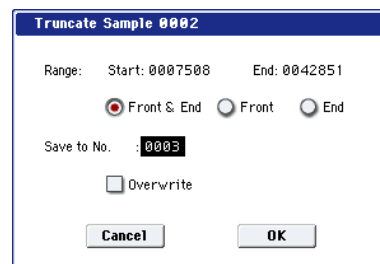 Truncate Sample 0002
Range: Start: 0007508 End: 0042851
Front & End Front End
Save to No. : 0003
Overwrite
Cancel OK